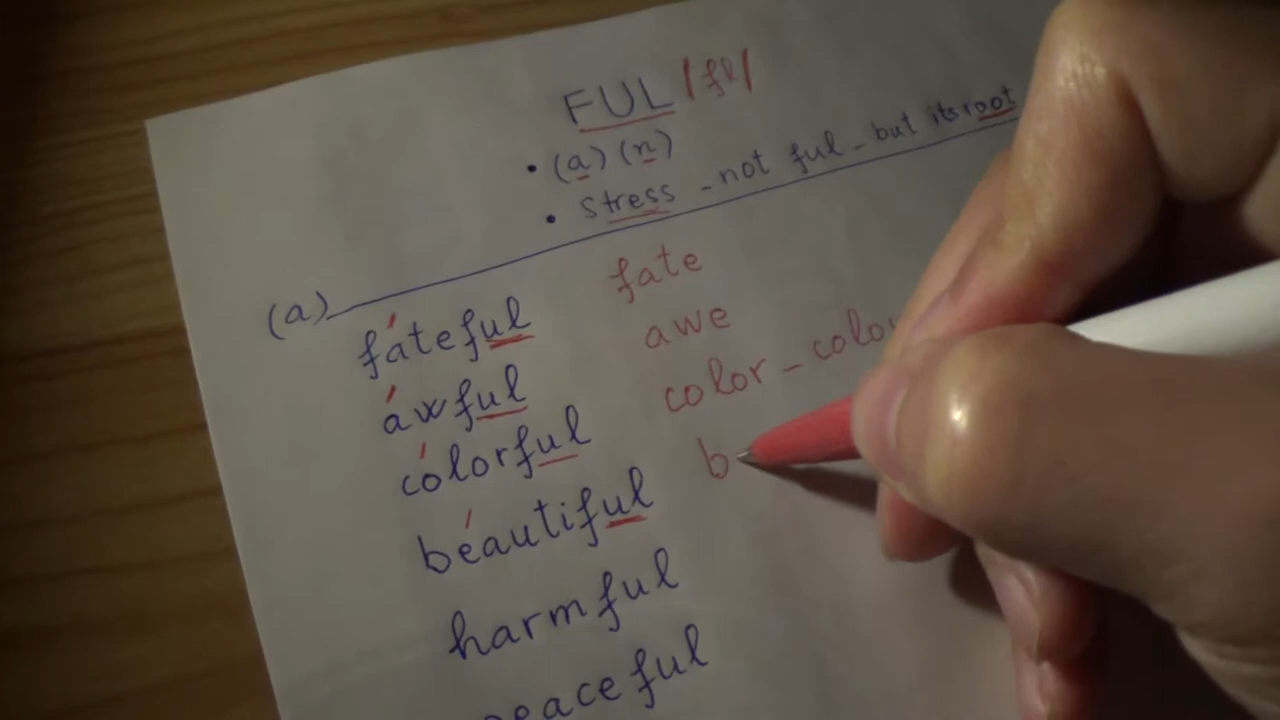 FUL /fl/
• (a) (n)
• Stress - not ful - but its root
(a)
fateful fate
awful awe
colorful color - colo
beautiful b
harmful
peaceful